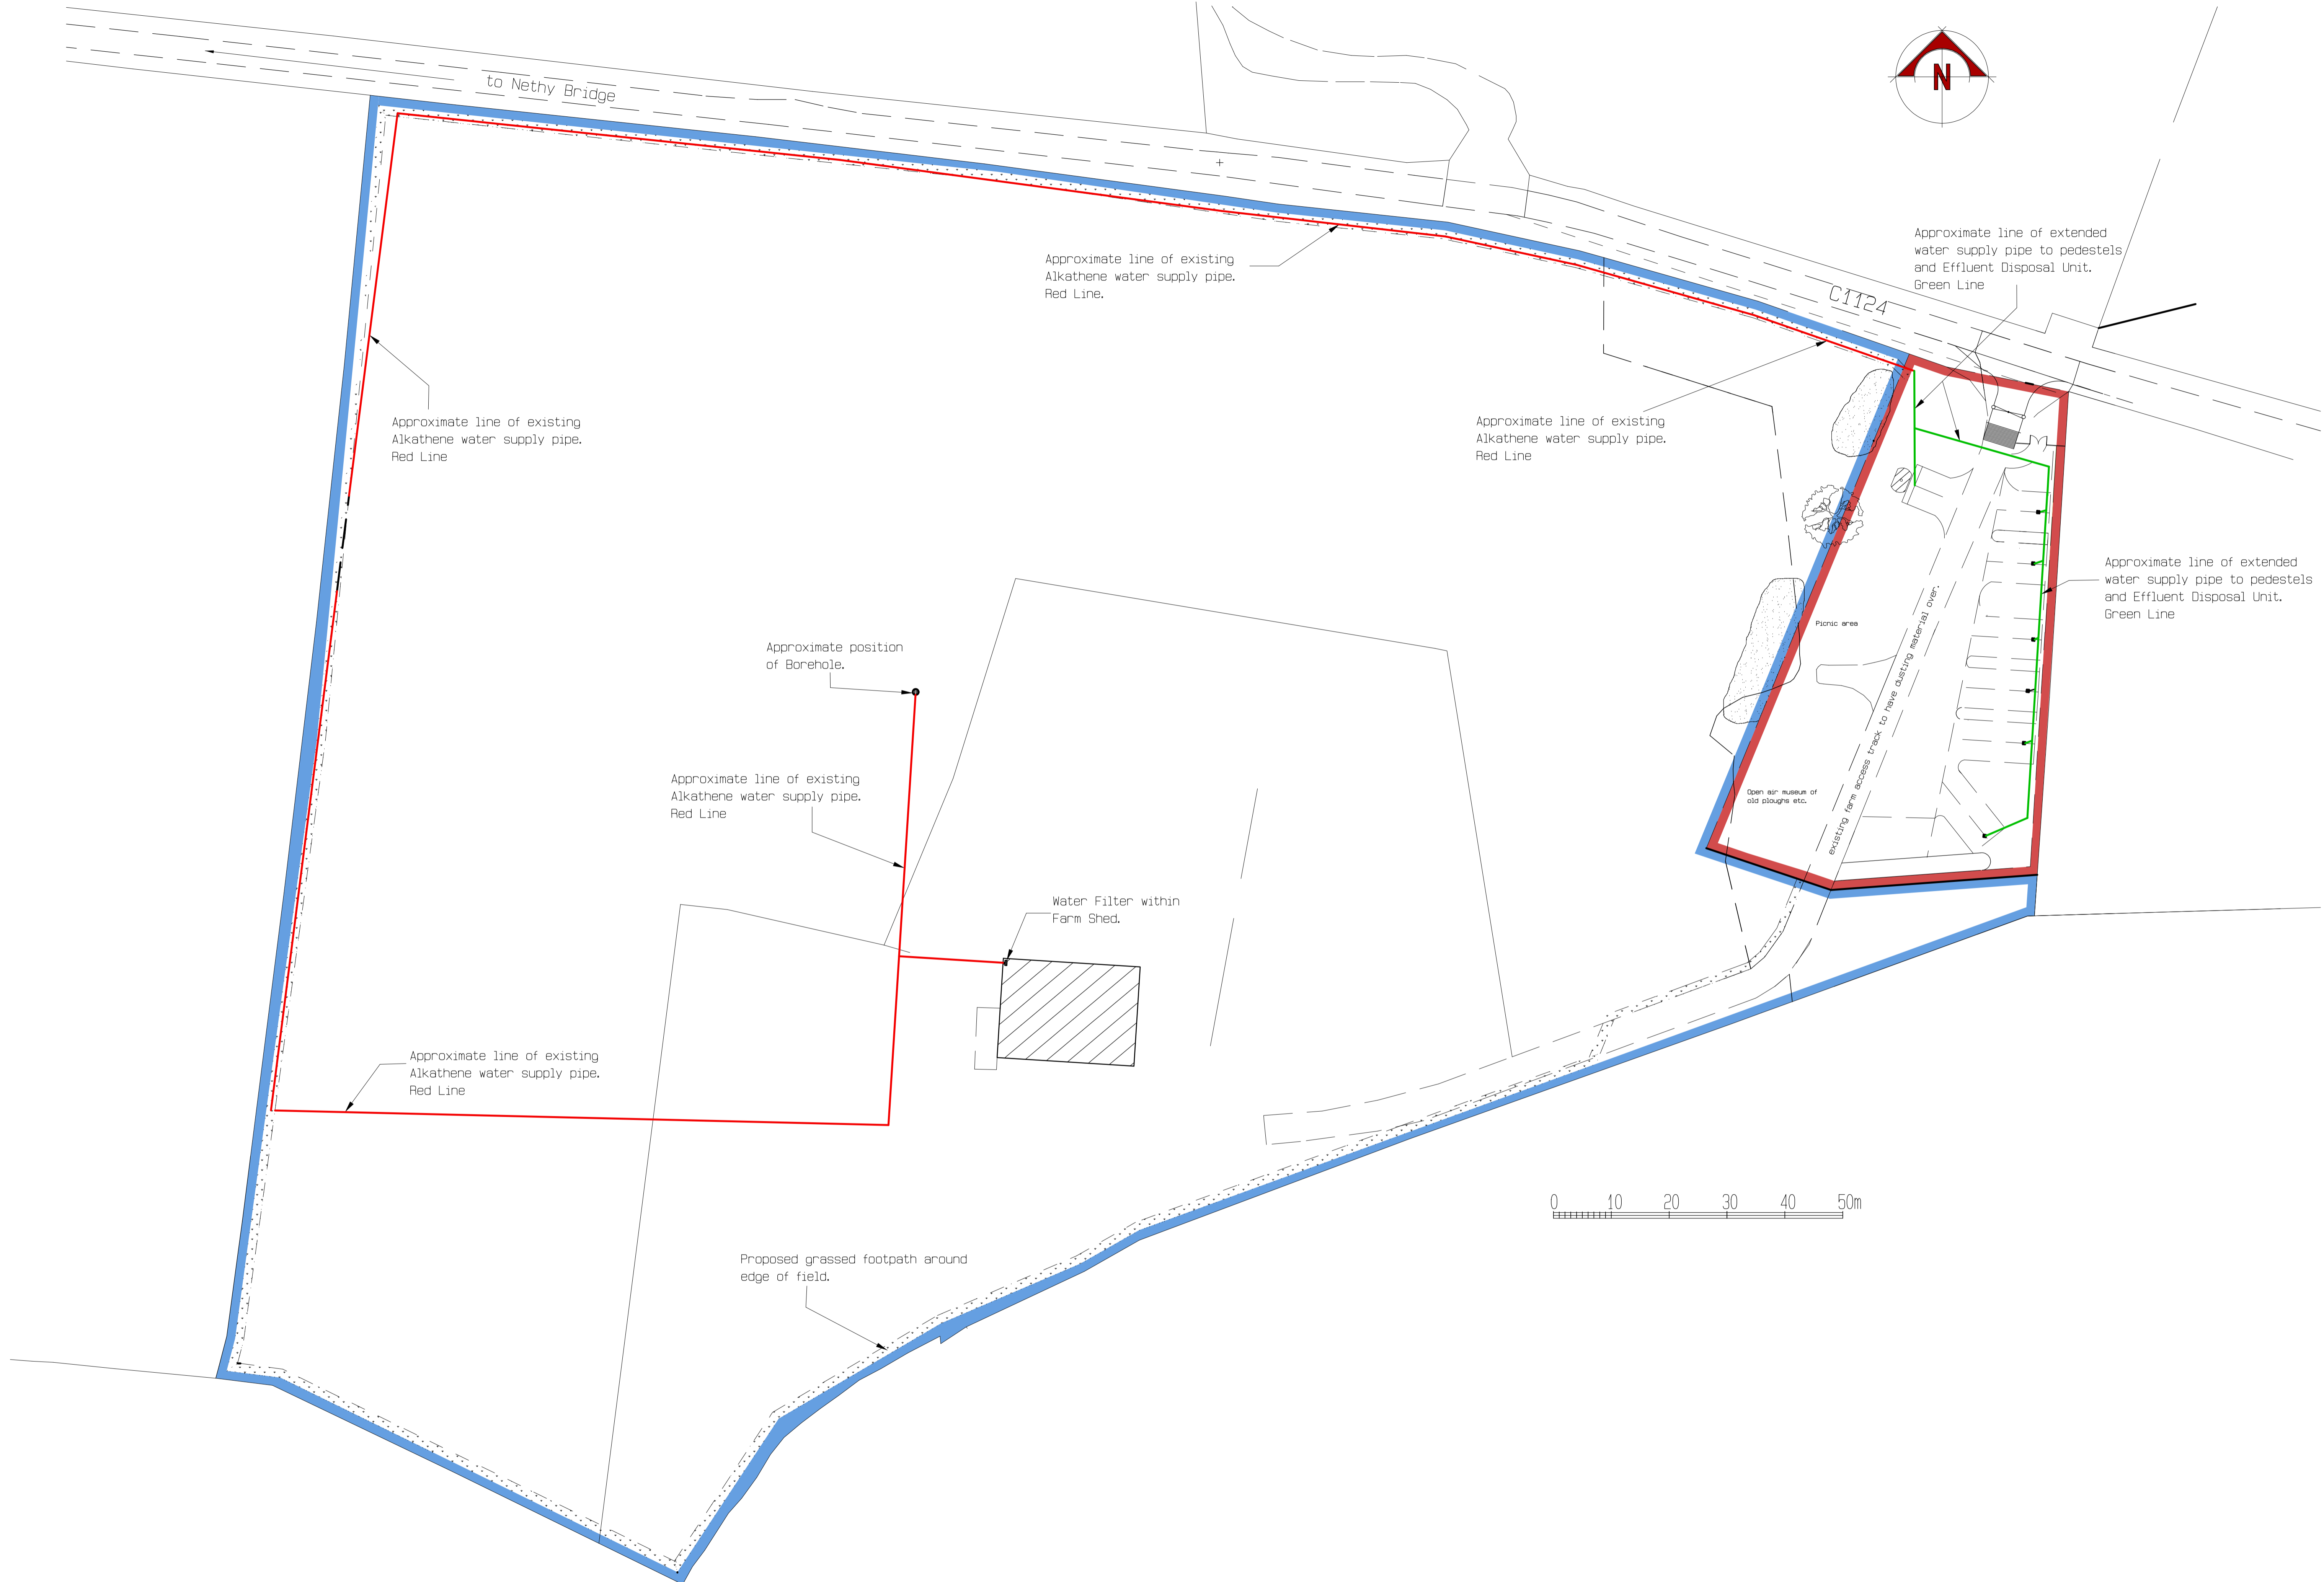 to Nethy Bridge
N
Approximate line of extended
water supply pipe to pedestels
and Effluent Disposal Unit.
Green Line
Approximate line of existing
Alkathene water supply pipe.
Red Line.
C1124
Approximate line of existing
Alkathene water supply pipe.
Red Line
Approximate line of existing
Alkathene water supply pipe.
Red Line
Approximate line of extended
water supply pipe to pedestels
and Effluent Disposal Unit.
Green Line
Picnic area
existing farm access track to have dusting material over.
Approximate position
of Borehole.
Approximate line of existing
Alkathene water supply pipe.
Red Line
Open air museum of
old ploughs etc.
Water Filter within
Farm Shed.
Approximate line of existing
Alkathene water supply pipe.
Red Line
0 10 20 30 40 50m
Proposed grassed footpath around
edge of field.